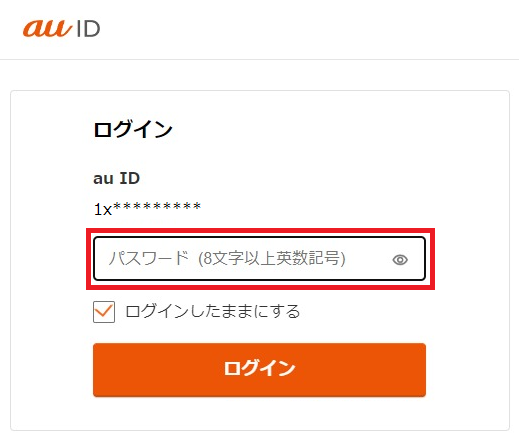 au ID
ログイン
au ID
1x*********
パスワード (8文字以上英数記号)
ログインしたままにする
ログイン